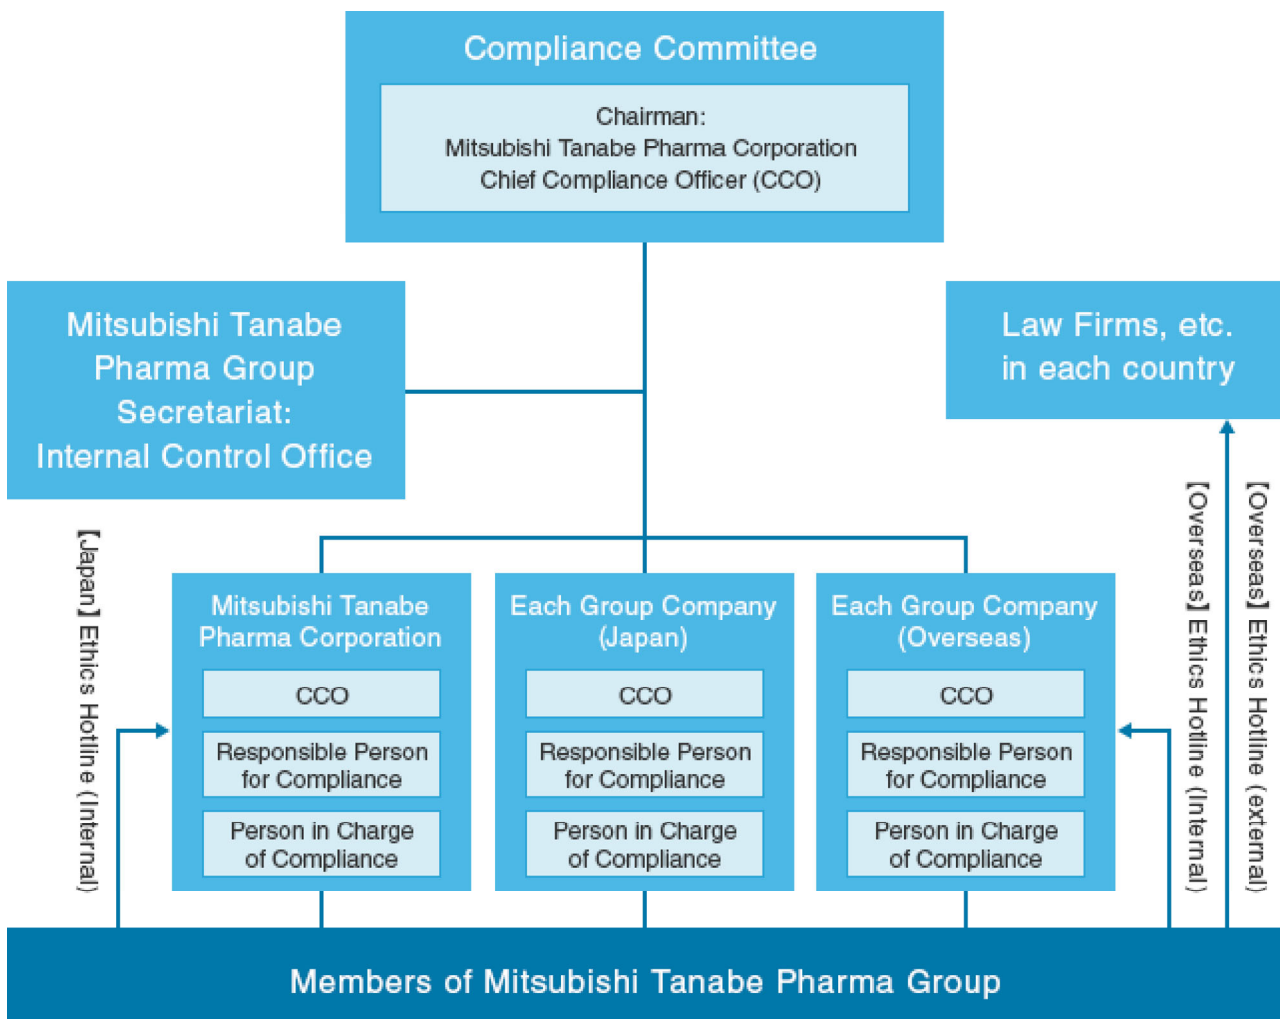 Compliance Committee
Chairman:
Mitsubishi Tanabe Pharma Corporation
Chief Compliance Officer (CCO)
Mitsubishi Tanabe
Pharma Group
Secretariat:
Internal Control Office
Law Firms, etc.
in each country
【Japan】Ethics Hotline (Internal)
Mitsubishi Tanabe
Pharma Corporation
CCO
Responsible Person
for Compliance
Person in Charge
of Compliance
Each Group Company
(Japan)
CCO
Responsible Person
for Compliance
Person in Charge
of Compliance
Each Group Company
(Overseas)
CCO
Responsible Person
for Compliance
Person in Charge
of Compliance
【Overseas】Ethics Hotline (Internal)
【Overseas】Ethics Hotline (external)
Members of Mitsubishi Tanabe Pharma Group